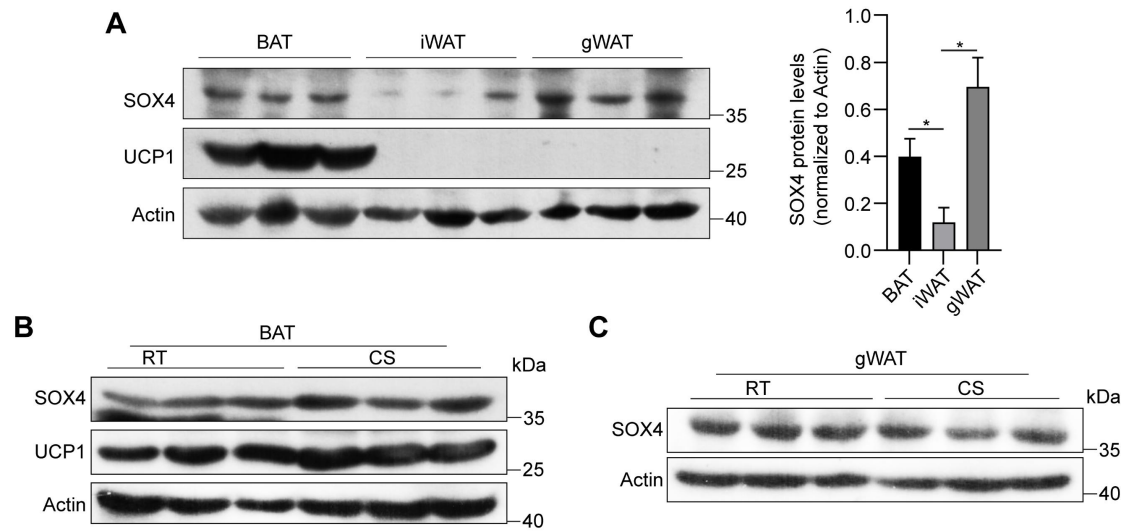 A
BAT iWAT gWAT
SOX4
35
UCP1
25
Actin
40
SOX4 protein levels
(normalized to Actin)
1.0
0.8
0.6
0.4
0.2
0.0
* *
BAT iWAT gWAT
B
BAT
RT CS kDa
SOX4
35
UCP1
25
Actin
40
C
gWAT
RT CS kDa
SOX4
35
Actin
40